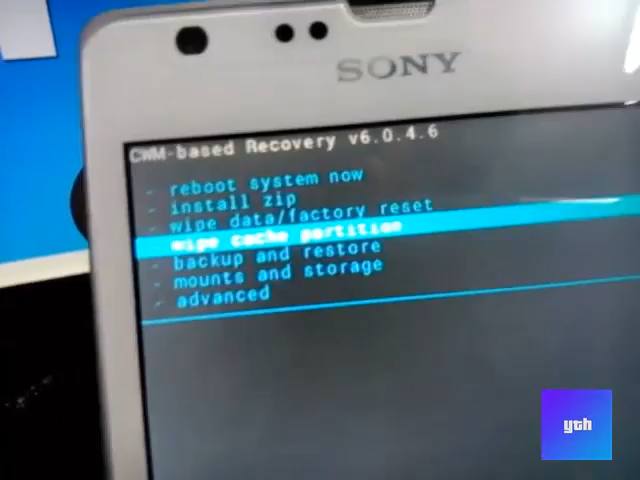 SONY
CWM-based Recovery v6.0.4.6
- reboot system now
- install zip
- wipe data/factory reset
- wipe cache partition
- backup and restore
- mounts and storage
- advanced
yth